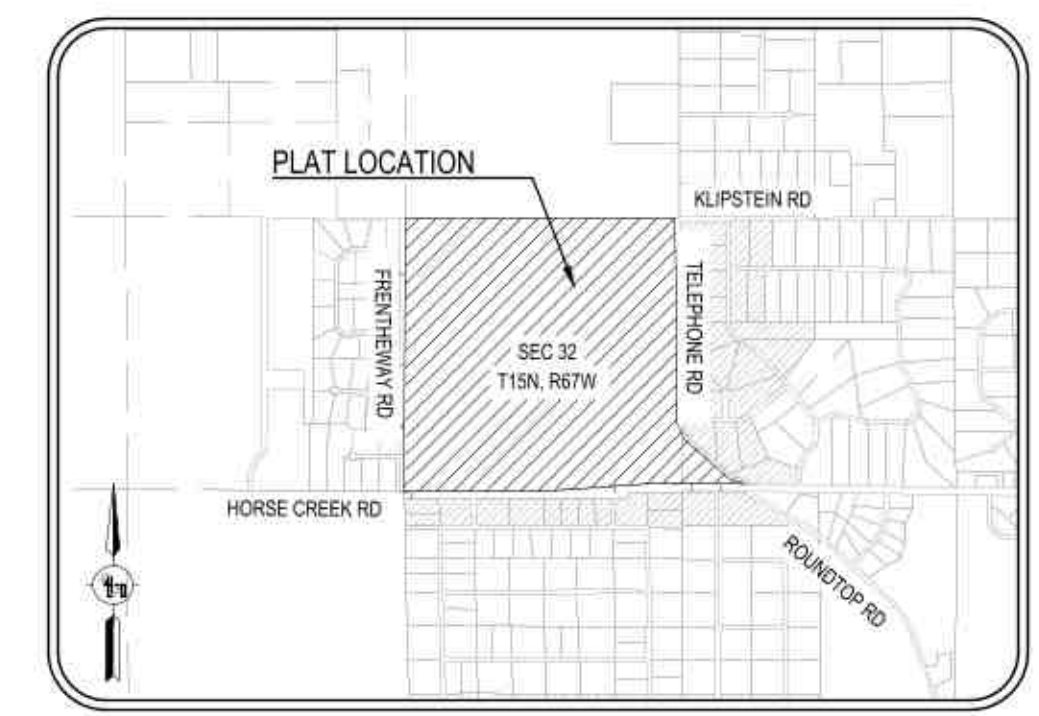 PLAT LOCATION
KLIPSTEIN RD
FRENTHEWAY RD
TELEPHONE RD
SEC 32
T15N, R67W
HORSE CREEK RD
ROUNDTOP RD